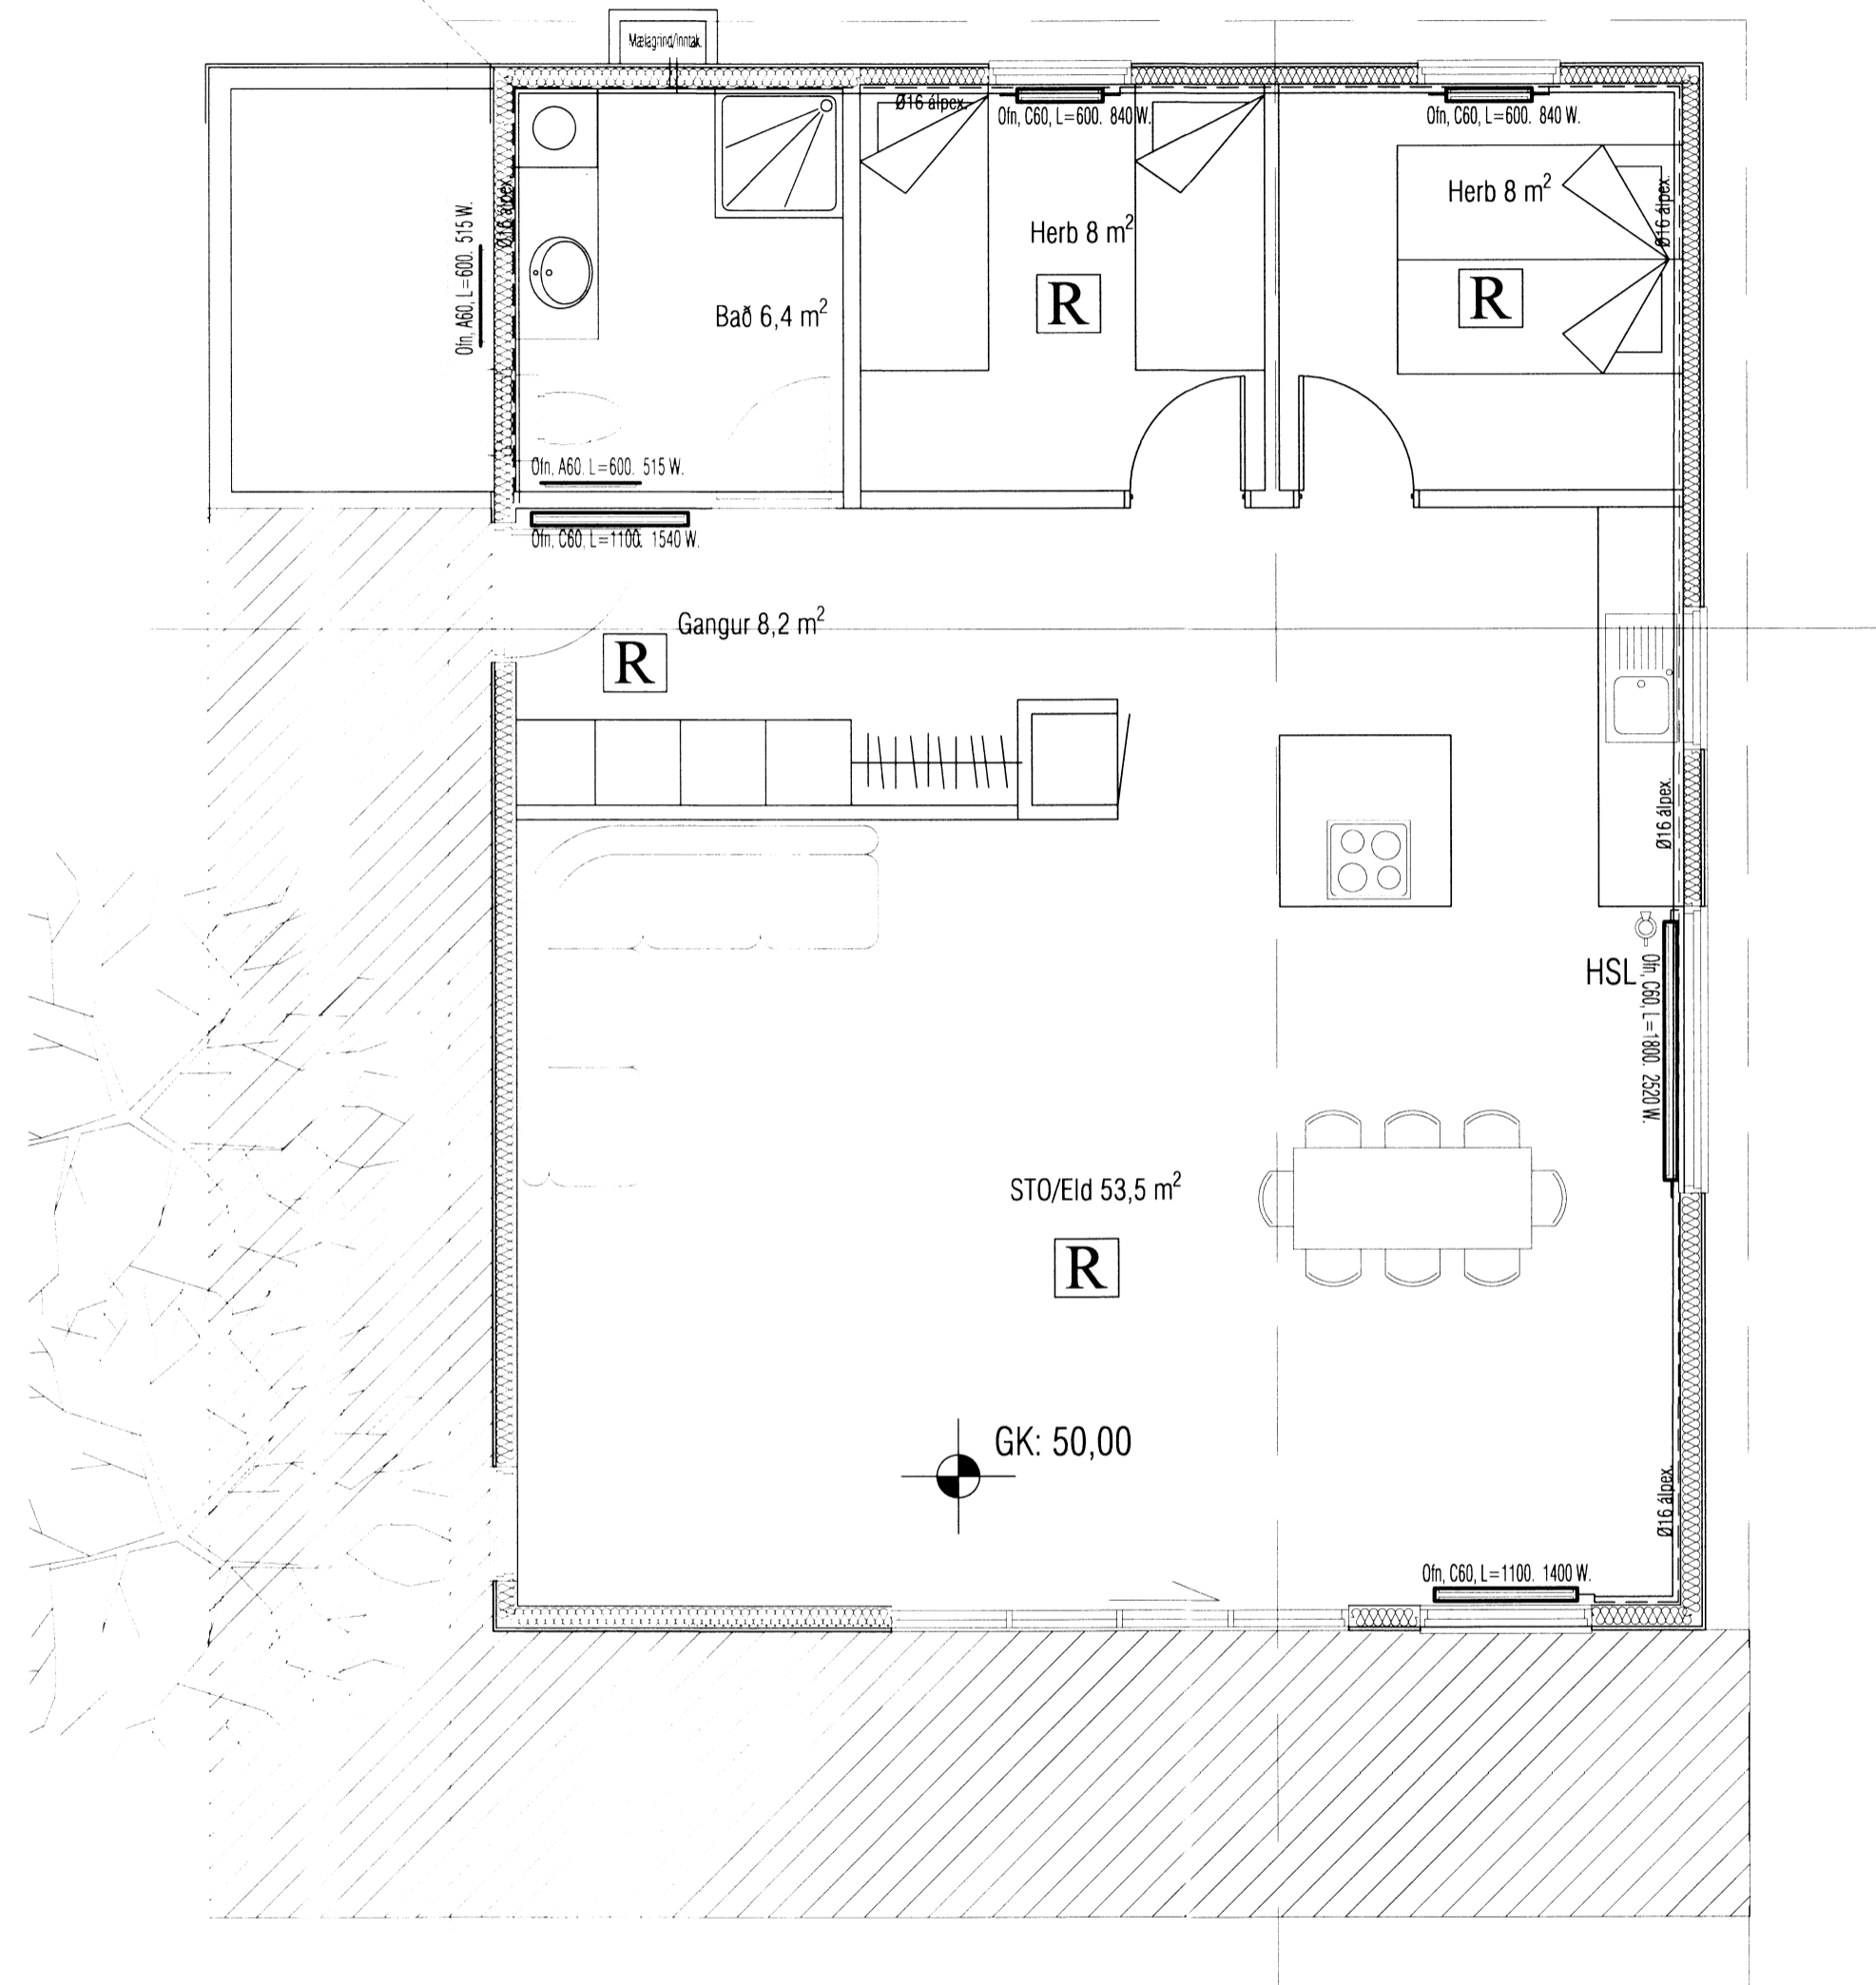 Mælagrind/inntak.
Ø16 álpex.
Ofn, C60, L=600. 840 W.
Ofn, C60, L=600. 840 W.
Ø16 álpex.
Ofn, A60, L=600. 515 W.
Herb 8 m²
R
Herb 8 m²
R
Ø16 álpex.
Bað 6,4 m²
Ofn, A60. L=600. 515 W.
Ofn, C60, L=1100. 1540 W.
Gangur 8,2 m²
R
Ø16 álpex.
HSL
Ofn, C60, L=1800. 2520 W.
STO/Eld 53,5 m²
R
GK: 50,00
Ø16 álpex.
Ofn, C60, L=1100. 1400 W.